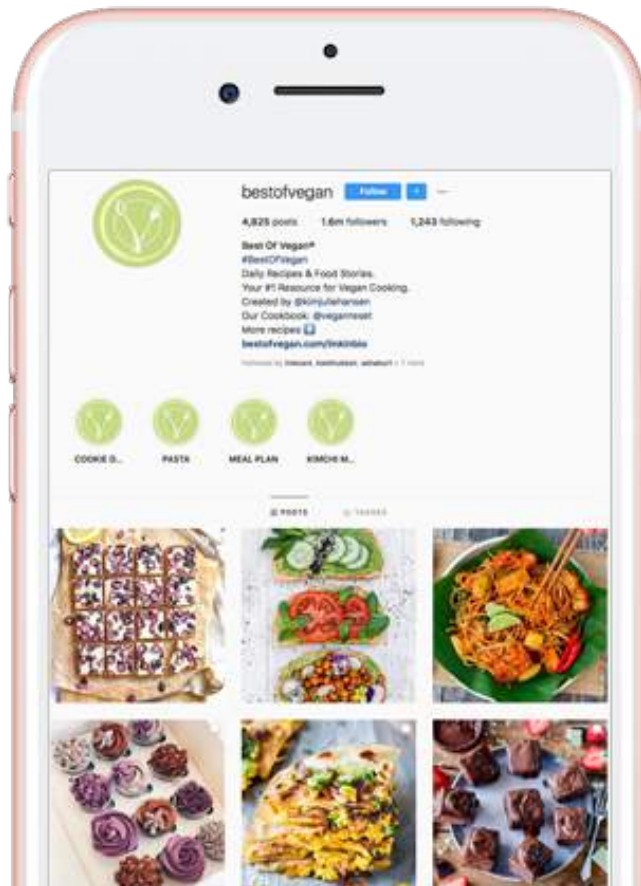 bestofvegan Follow
4,825 posts 1.6m followers 1,243 following
Best Of Vegan®
#BestOfVegan
Daily Recipes & Food Stories.
Your #1 Resource for Vegan Cooking.
Created by @kimjuliehansen
Our Cookbook: @veganreset
More recipes
bestofvegan.com/linkinbio
Followed by
COOKIE D... PASTA MEAL PLAN KIMCHI M...
POSTS TAGGED